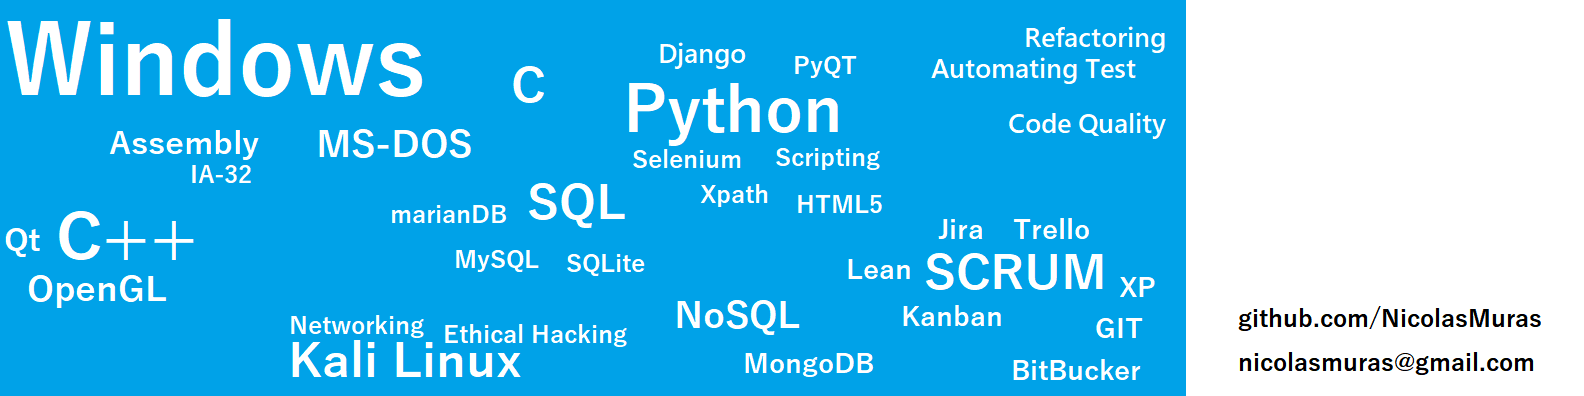 Windows
C
Django
PyQT
Python
Refactoring
Automating Test
Code Quality
Assembly
IA-32
MS-DOS
Selenium
Scripting
Xpath
HTML5
marianDB
SQL
MySQL
SQLite
Qt
C++
OpenGL
Jira
Trello
Lean
SCRUM
XP
Kanban
GIT
BitBucker
NoSQL
MongoDB
Networking
Ethical Hacking
Kali Linux
github.com/NicolasMuras
nicolasmuras@gmail.com